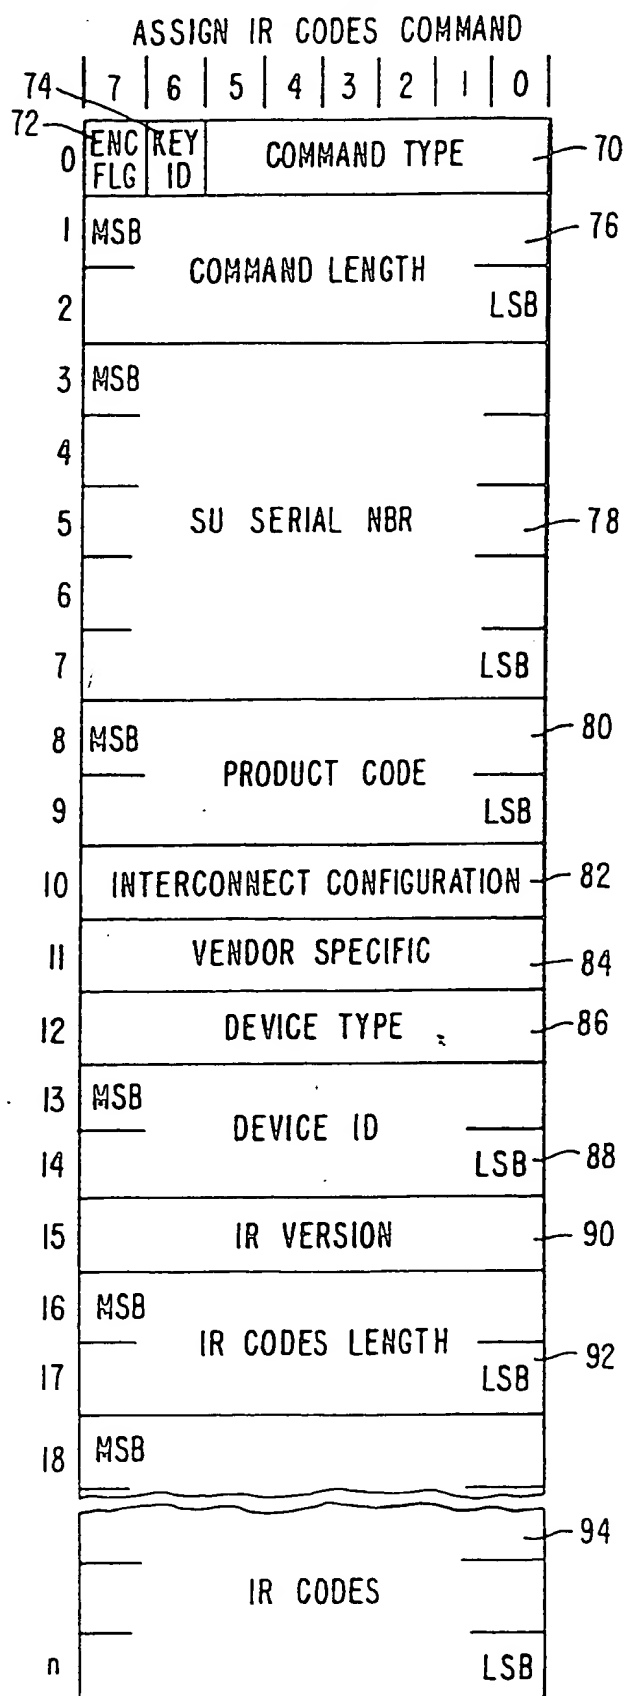 ASSIGN IR CODES COMMAND
7 6 5 4 3 2 1 0
74
72
0 ENC FLG KEY ID COMMAND TYPE 70
1 MSB 76
COMMAND LENGTH
2 LSB
3 MSB
4
5 SU SERIAL NBR 78
6
7 LSB
8 MSB 80
PRODUCT CODE
9 LSB
10 INTERCONNECT CONFIGURATION 82
11 VENDOR SPECIFIC 84
12 DEVICE TYPE 86
13 MSB
DEVICE ID
14 LSB 88
15 IR VERSION 90
16 MSB
IR CODES LENGTH 92
17 LSB
18 MSB
94
IR CODES
n LSB